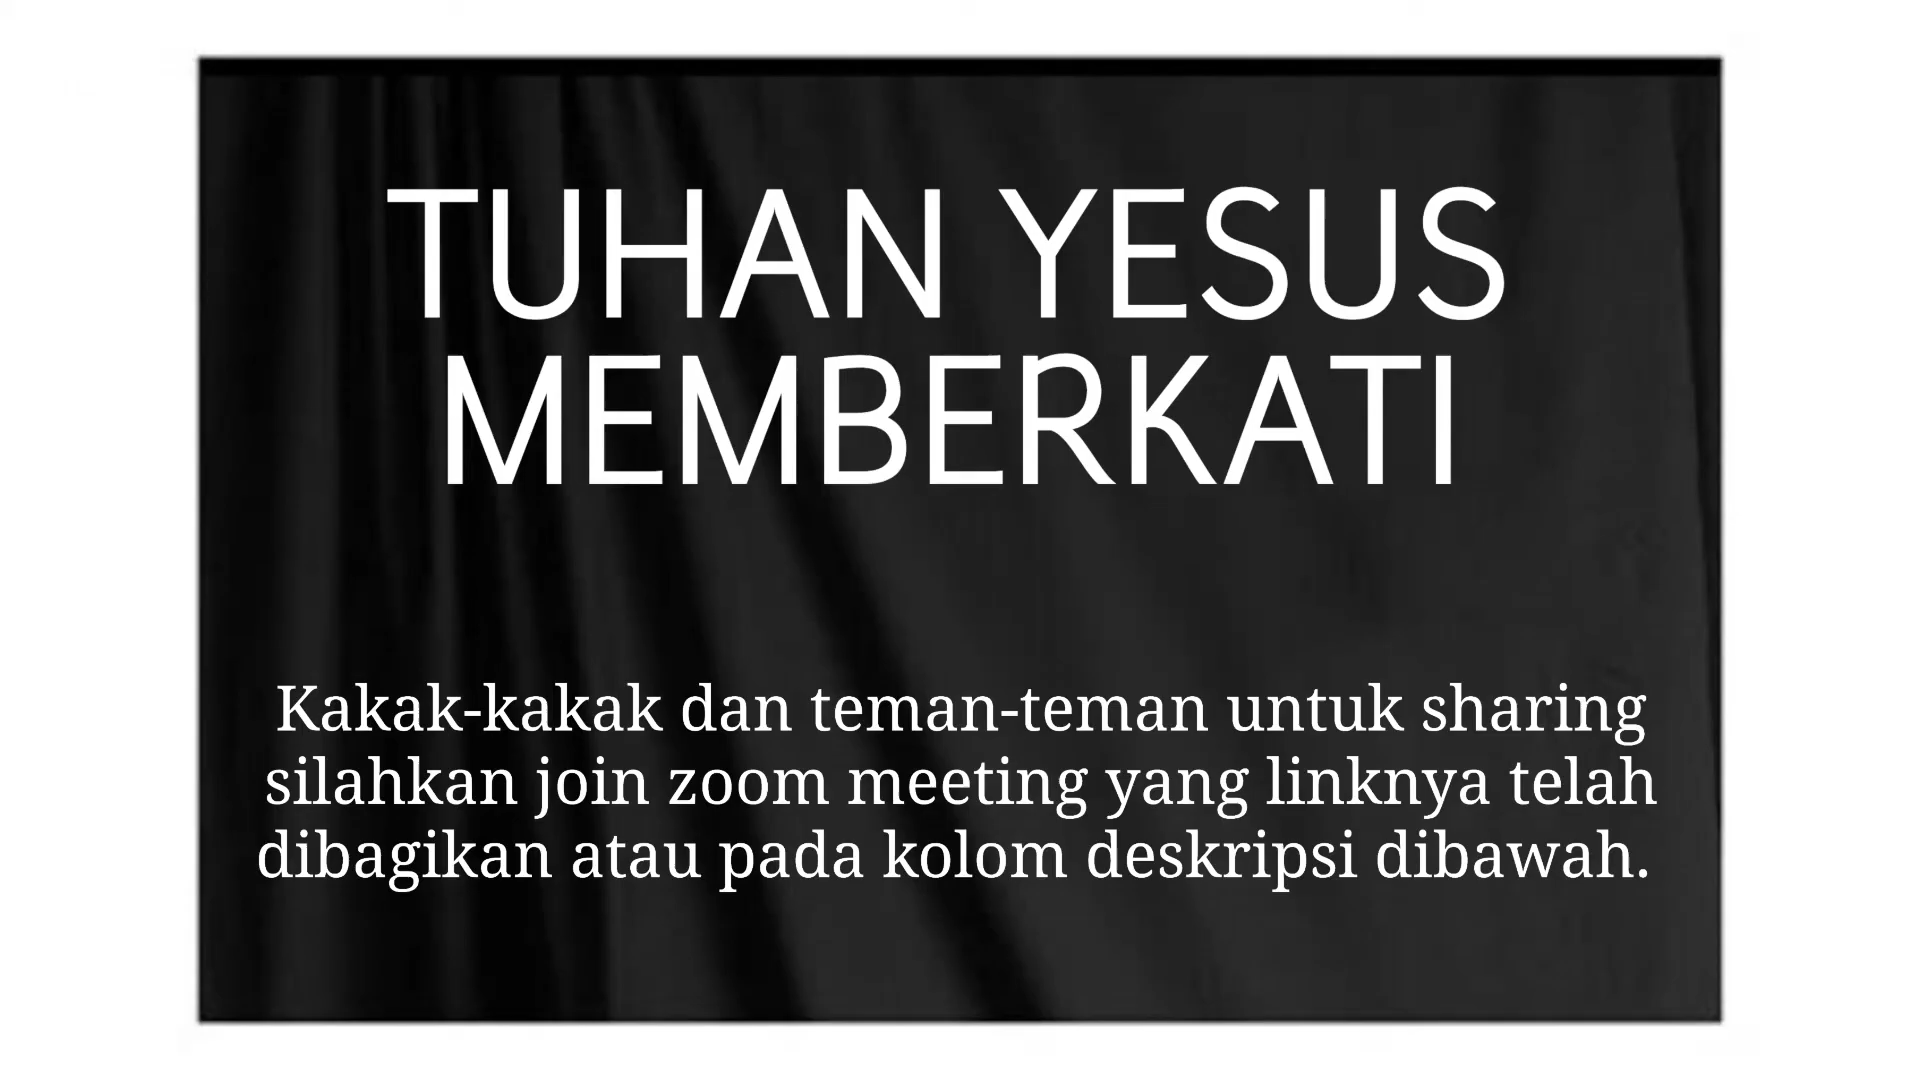 TUHAN YESUS
MEMBERKATI
Kakak-kakak dan teman-teman untuk sharing
silahkan join zoom meeting yang linknya telah
dibagikan atau pada kolom deskripsi dibawah.